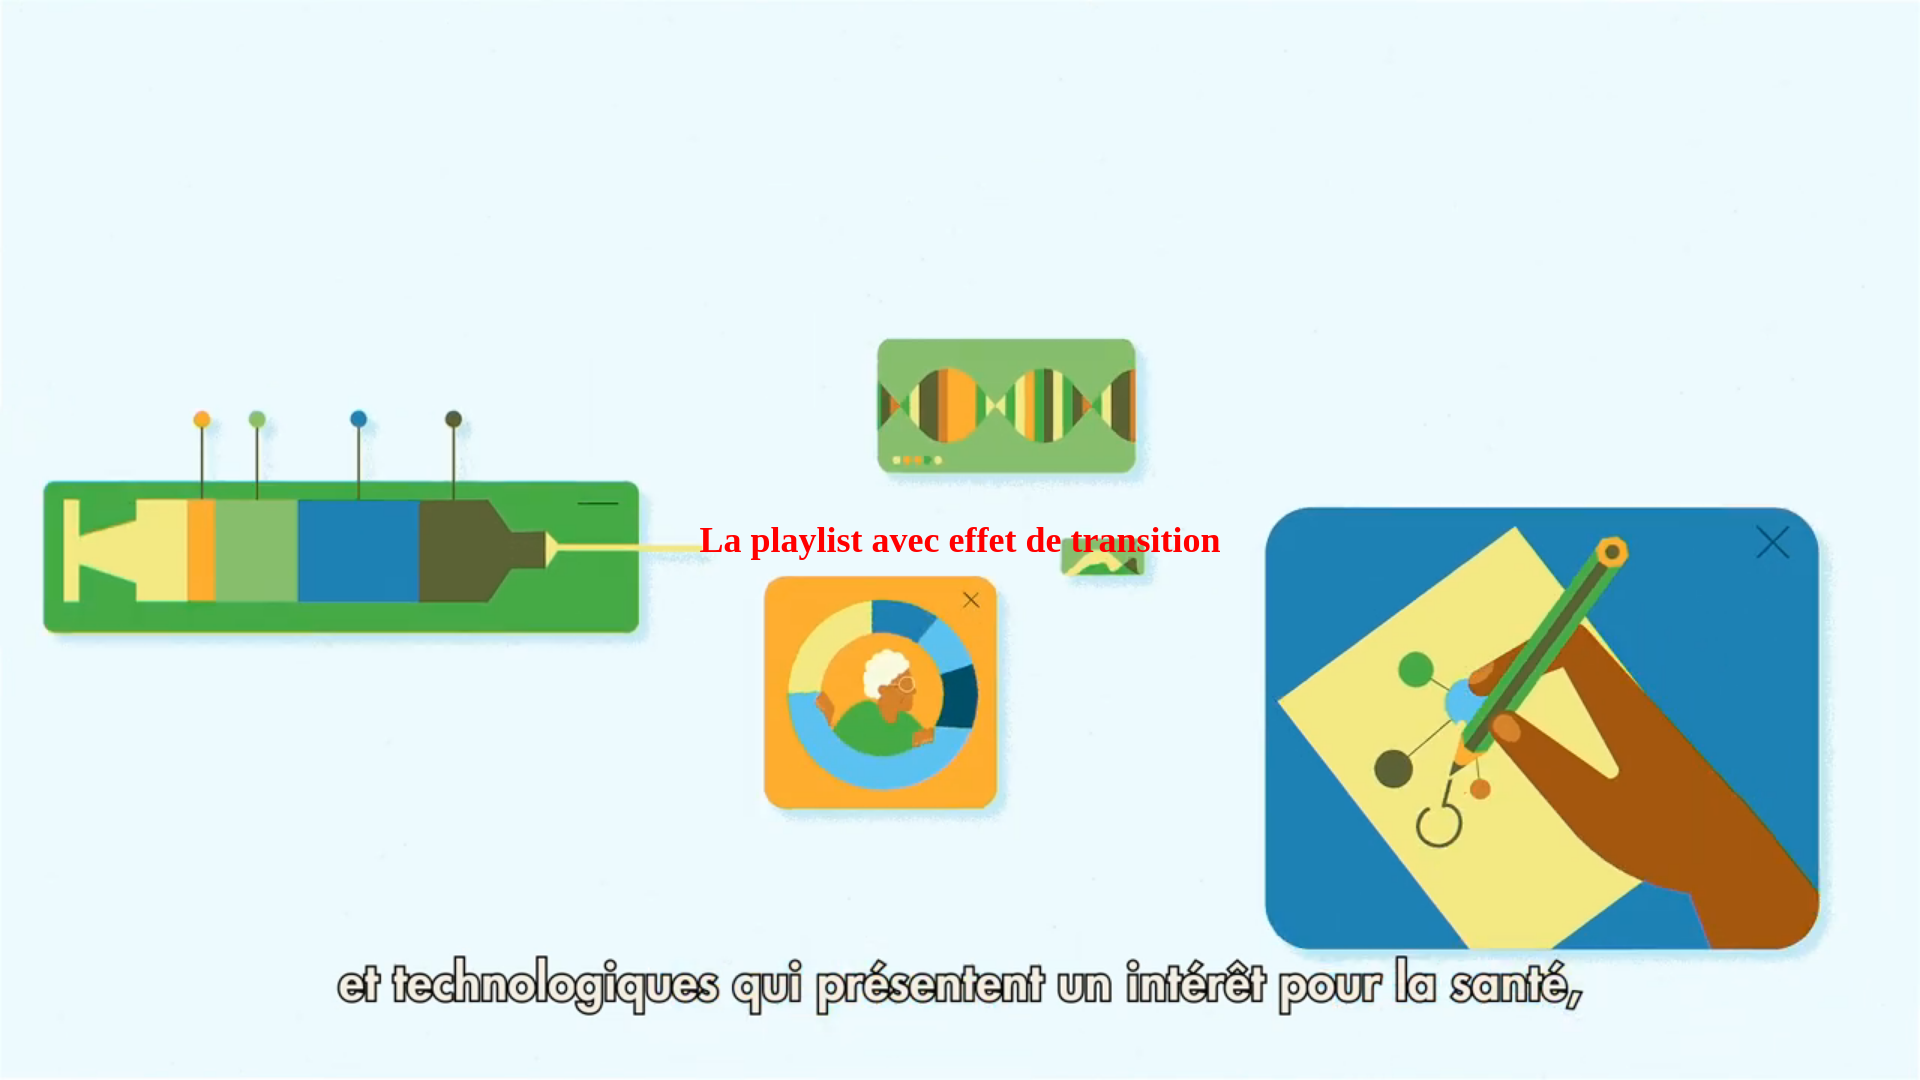 La playlist avec effet de transition
et technologiques qui présentent un intérêt pour la santé,